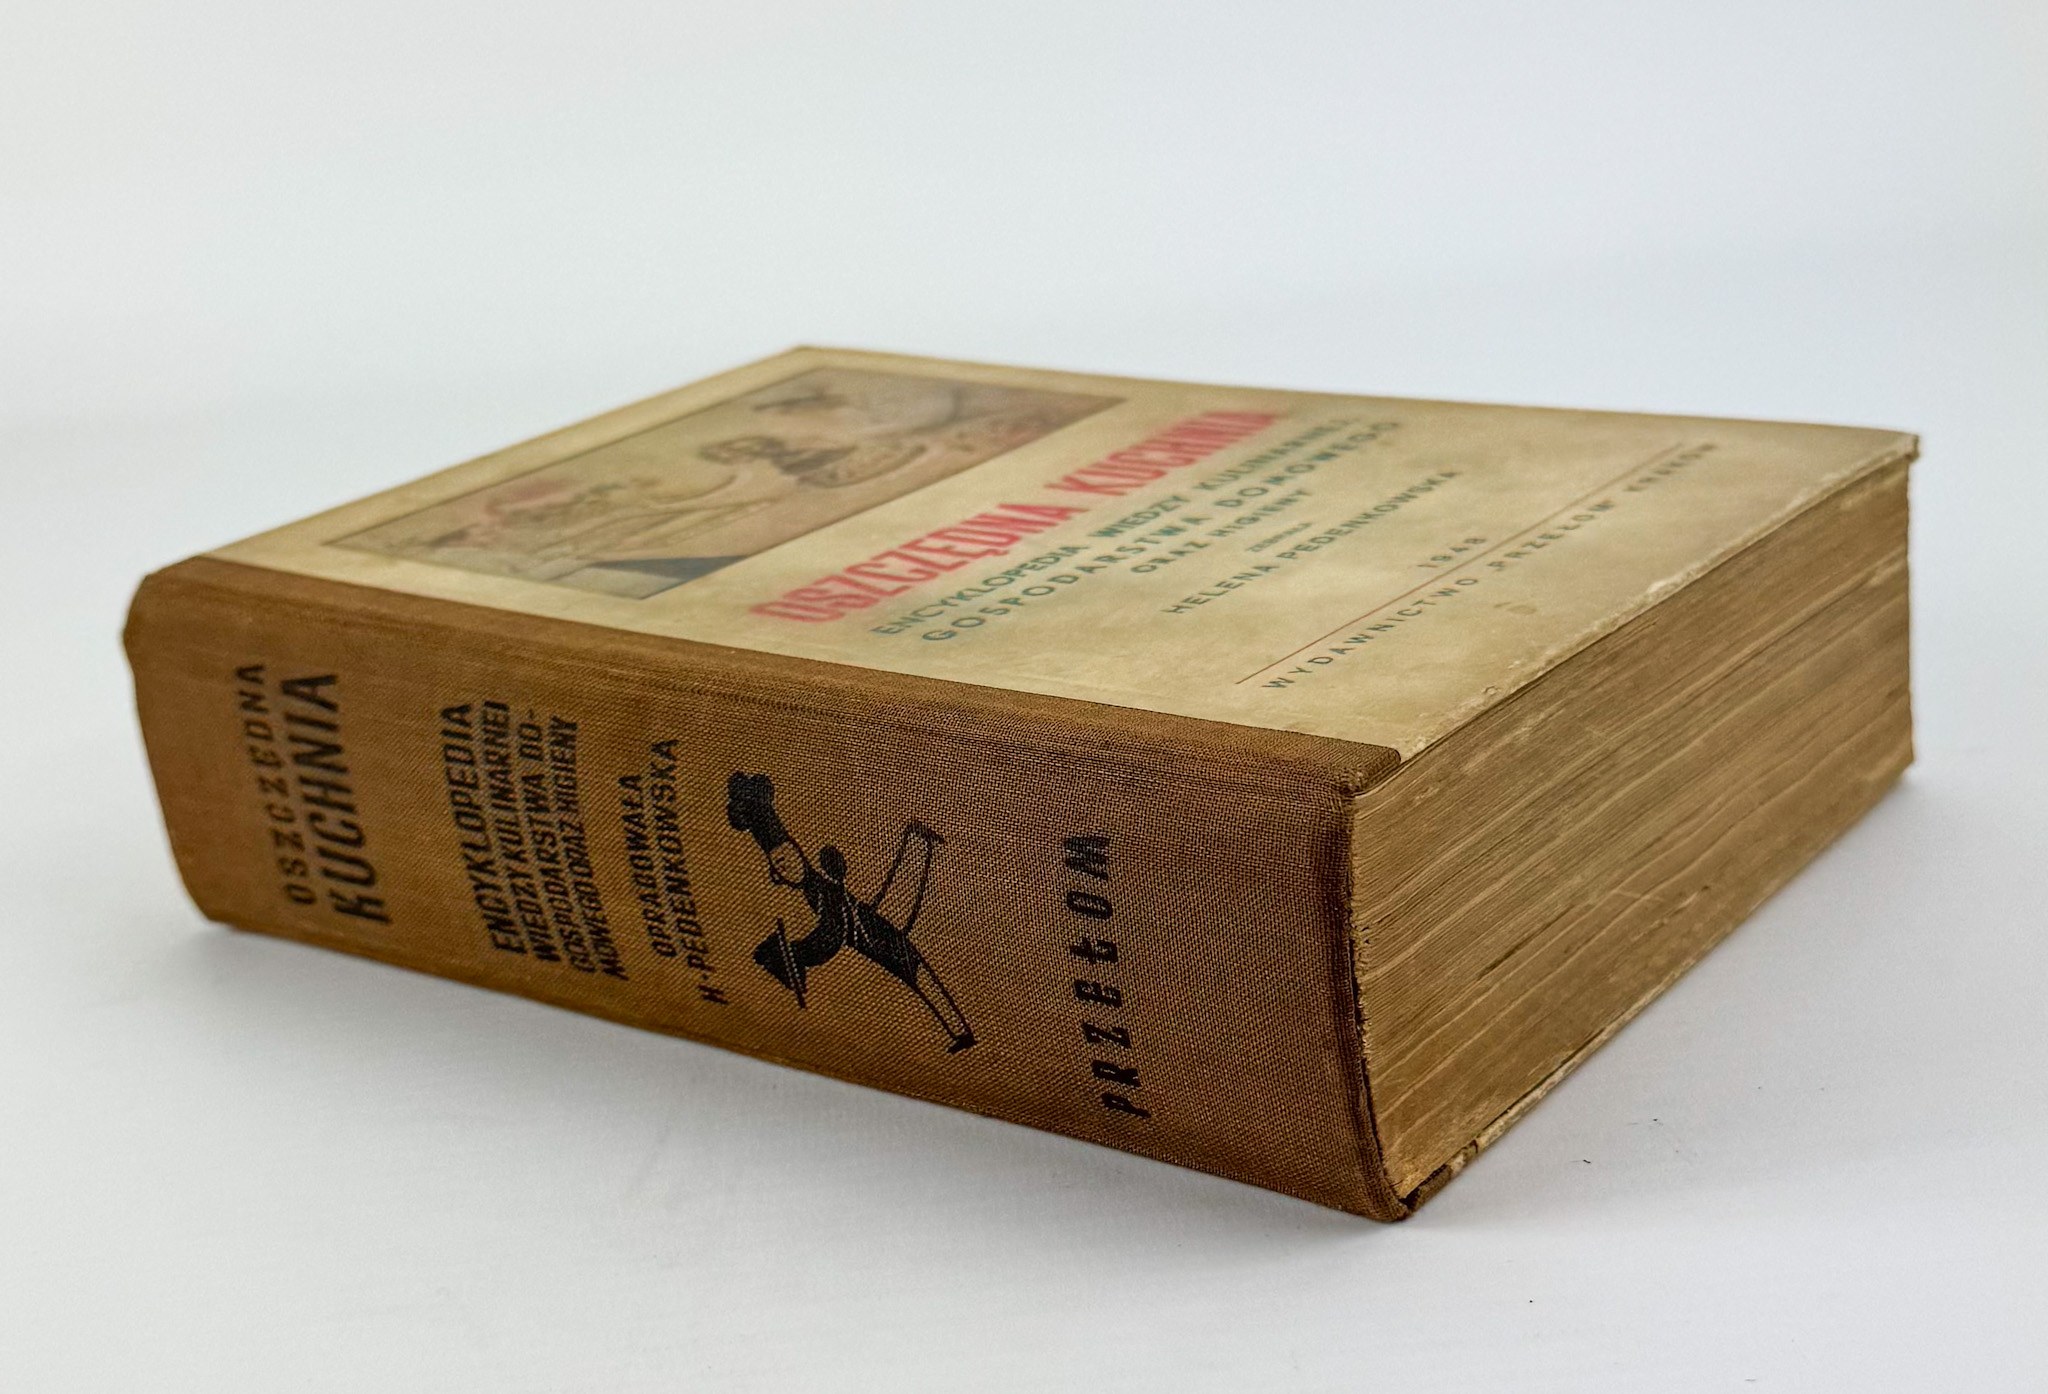 OSZCZĘDNA KUCHNIA
ENCYKLOPEDIA WIEDZY KULINARNEJ
GOSPODARSTWA DOMOWEGO
ORAZ HIGIENY
ZEBRAŁA
HELENA PEDENKOWSKA
1948
WYDAWNICTWO „PRZEŁOM" KRAKÓW
OSZCZĘDNA
KUCHNIA
ENCYKLOPEDIA
WIEDZY KULINARNEJ
GOSPODARSTWA DO-
MOWEGO ORAZ HIGIENY
OPRACOWAŁA
H·PEDENKOWSKA
PRZEŁOM